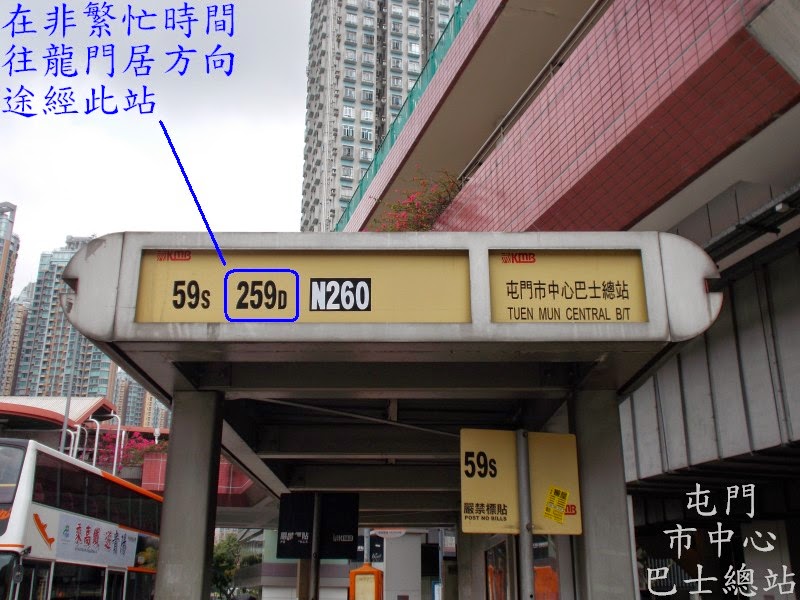 在非繁忙時間
往龍門居方向
途經此站
KMB
59S
259D
N260
KMB
屯門市中心巴士總站
TUEN MUN CENTRAL B/T
59S
嚴禁標貼
POST NO BILLS
屯門
市中心
巴士總站